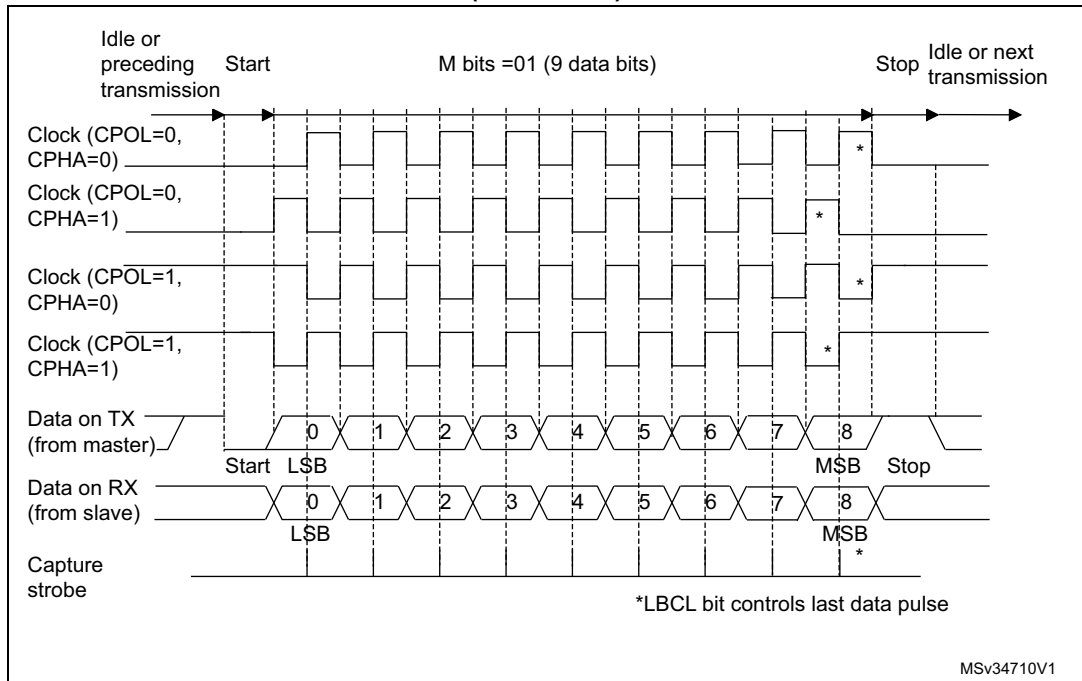 Idle or
preceding
transmission
Start
M bits =01 (9 data bits)
Stop
Idle or next
transmission
Clock (CPOL=0,
CPHA=0)
*
Clock (CPOL=0,
CPHA=1)
*
Clock (CPOL=1,
CPHA=0)
*
Clock (CPOL=1,
CPHA=1)
*
Data on TX
(from master)
0 1 2 3 4 5 6 7 8
Start LSB MSB Stop
Data on RX
(from slave)
0 1 2 3 4 5 6 7 8
LSB MSB
Capture
strobe
*
*LBCL bit controls last data pulse
MSv34710V1